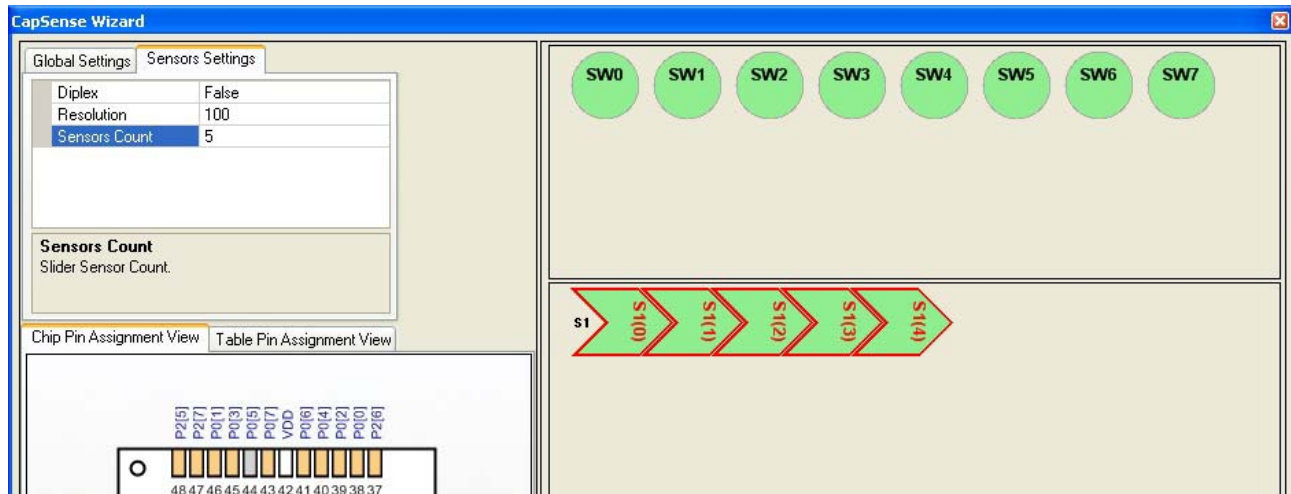 CapSense Wizard
Global Settings Sensors Settings
Diplex False
Resolution 100
Sensors Count 5
Sensors Count
Slider Sensor Count.
Chip Pin Assignment View Table Pin Assignment View
P2[5] P2[7] P0[1] P0[3] P0[5] P0[7] VDD P0[6] P0[4] P0[2] P0[0] P2[6]
48 47 46 45 44 43 42 41 40 39 38 37
SW0 SW1 SW2 SW3 SW4 SW5 SW6 SW7
S1 S1(0) S1(1) S1(2) S1(3) S1(4)